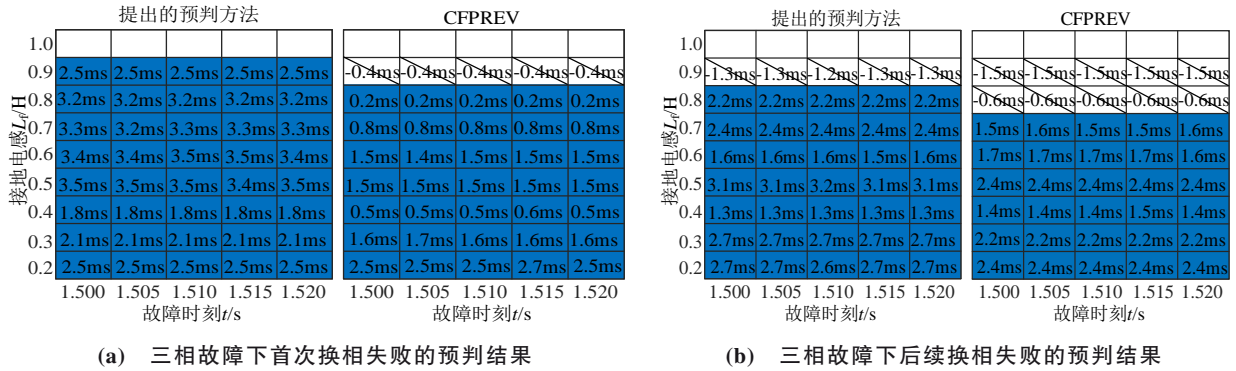 提出的预判方法 CFPREV
接地电感Lf/H
1.0
0.9 2.5ms 2.5ms 2.5ms 2.5ms 2.5ms -0.4ms -0.4ms -0.4ms -0.4ms -0.4ms
0.8 3.2ms 3.2ms 3.2ms 3.2ms 3.2ms 0.2ms 0.2ms 0.2ms 0.2ms 0.2ms
0.7 3.3ms 3.3ms 3.3ms 3.3ms 3.3ms 0.8ms 0.8ms 0.8ms 0.8ms 0.8ms
0.6 3.4ms 3.4ms 3.5ms 3.5ms 3.4ms 1.5ms 1.4ms 1.5ms 1.5ms 1.5ms
0.5 3.5ms 3.5ms 3.5ms 3.4ms 3.5ms 1.5ms 1.5ms 1.5ms 1.5ms 1.5ms
0.4 1.8ms 1.8ms 1.8ms 1.8ms 1.8ms 0.5ms 0.5ms 0.5ms 0.6ms 0.5ms
0.3 2.1ms 2.1ms 2.1ms 2.1ms 2.1ms 1.6ms 1.7ms 1.6ms 1.6ms 1.6ms
0.2 2.5ms 2.5ms 2.5ms 2.5ms 2.5ms 2.5ms 2.5ms 2.5ms 2.7ms 2.5ms
1.500 1.505 1.510 1.515 1.520 1.500 1.505 1.510 1.515 1.520
故障时刻t/s 故障时刻t/s
(a) 三相故障下首次换相失败的预判结果
提出的预判方法 CFPREV
接地电感Lf/H
1.0
0.9 -1.3ms -1.3ms -1.2ms -1.3ms -1.3ms -1.5ms -1.5ms -1.5ms -1.5ms -1.5ms
0.8 2.2ms 2.2ms 2.2ms 2.2ms 2.2ms -0.6ms -0.6ms -0.6ms -0.6ms -0.6ms
0.7 2.4ms 2.4ms 2.4ms 2.4ms 2.4ms 1.5ms 1.6ms 1.5ms 1.5ms 1.6ms
0.6 1.6ms 1.6ms 1.6ms 1.5ms 1.6ms 1.7ms 1.7ms 1.7ms 1.7ms 1.6ms
0.5 3.1ms 3.1ms 3.2ms 3.1ms 3.1ms 2.4ms 2.4ms 2.4ms 2.4ms 2.4ms
0.4 1.3ms 1.3ms 1.3ms 1.3ms 1.3ms 1.4ms 1.4ms 1.4ms 1.5ms 1.4ms
0.3 2.7ms 2.7ms 2.7ms 2.7ms 2.7ms 2.2ms 2.2ms 2.2ms 2.2ms 2.2ms
0.2 2.7ms 2.7ms 2.6ms 2.7ms 2.7ms 2.4ms 2.4ms 2.4ms 2.4ms 2.4ms
1.500 1.505 1.510 1.515 1.520 1.500 1.505 1.510 1.515 1.520
故障时刻t/s 故障时刻t/s
(b) 三相故障下后续换相失败的预判结果